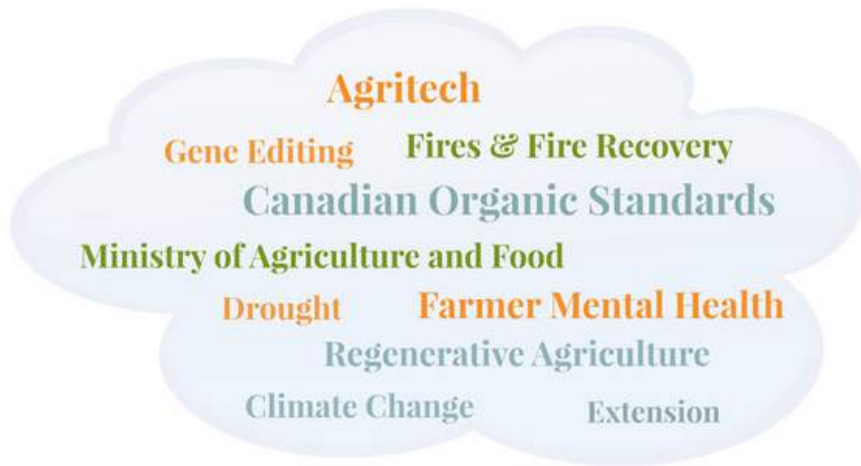 Agritech
Gene Editing Fires & Fire Recovery
Canadian Organic Standards
Ministry of Agriculture and Food
Drought Farmer Mental Health
Regenerative Agriculture
Climate Change Extension